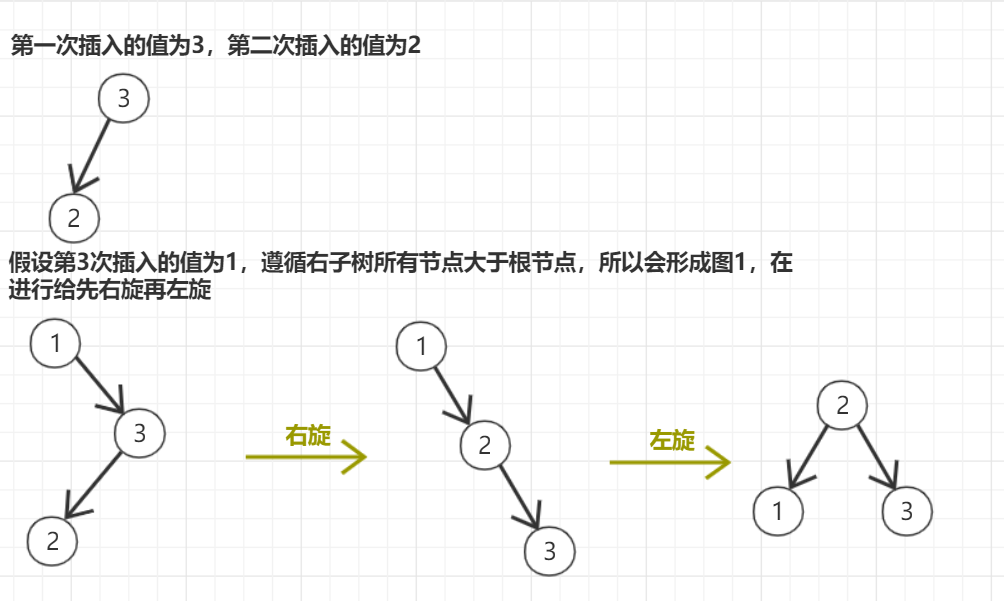 第一次插入的值为3，第二次插入的值为2
3
2
假设第3次插入的值为1，遵循右子树所有节点大于根节点，所以会形成图1，在
进行给先右旋再左旋
1
3
2
右旋
1
2
3
左旋
2
1
3